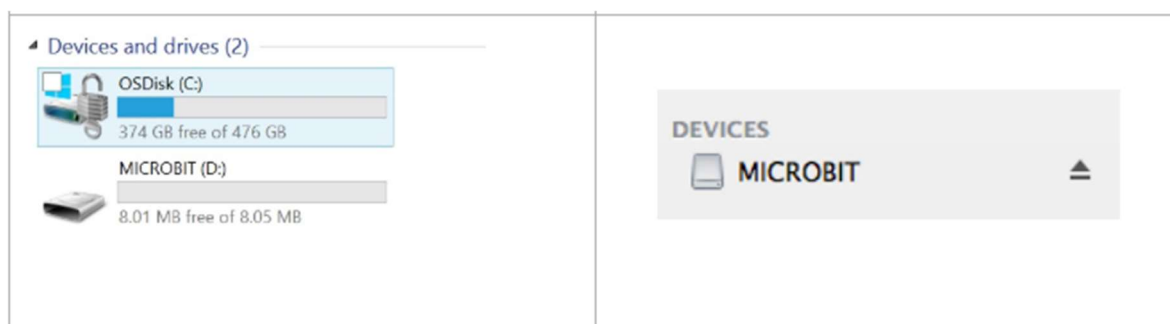 Devices and drives (2)
OSDisk (C:)
374 GB free of 476 GB
MICROBIT (D:)
8.01 MB free of 8.05 MB
DEVICES
MICROBIT